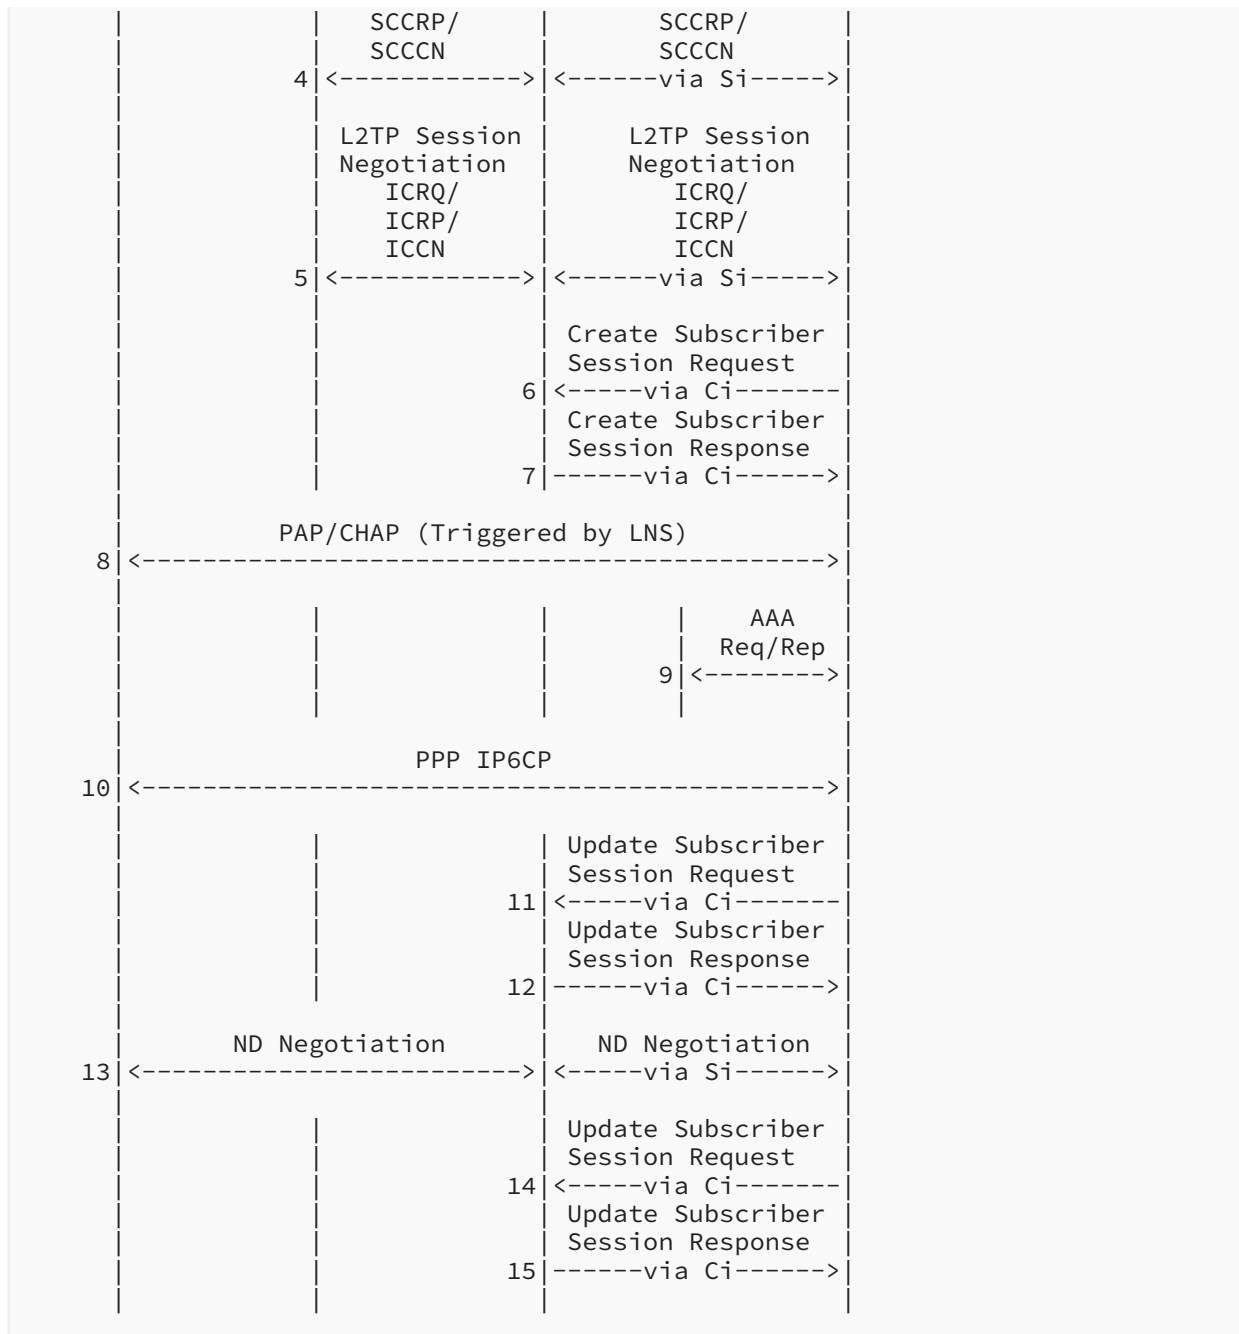 SCCRP/ SCCRP/
SCCCN SCCCN
4|<------------>|<------via Si----->|
L2TP Session L2TP Session
Negotiation Negotiation
ICRQ/ ICRQ/
ICRP/ ICRP/
ICCN ICCN
5|<------------>|<------via Si----->|
Create Subscriber
Session Request
6|<-----via Ci-------|
Create Subscriber
Session Response
7|------via Ci------>|
PAP/CHAP (Triggered by LNS)
8|<--------------------------------------------->|
AAA
Req/Rep
9|<-------->|
PPP IP6CP
10|<--------------------------------------------->|
Update Subscriber
Session Request
11|<-----via Ci-------|
Update Subscriber
Session Response
12|------via Ci------>|
ND Negotiation ND Negotiation
13|<------------------------->|<-----via Si------>|
Update Subscriber
Session Request
14|<-----via Ci-------|
Update Subscriber
Session Response
15|------via Ci------>|